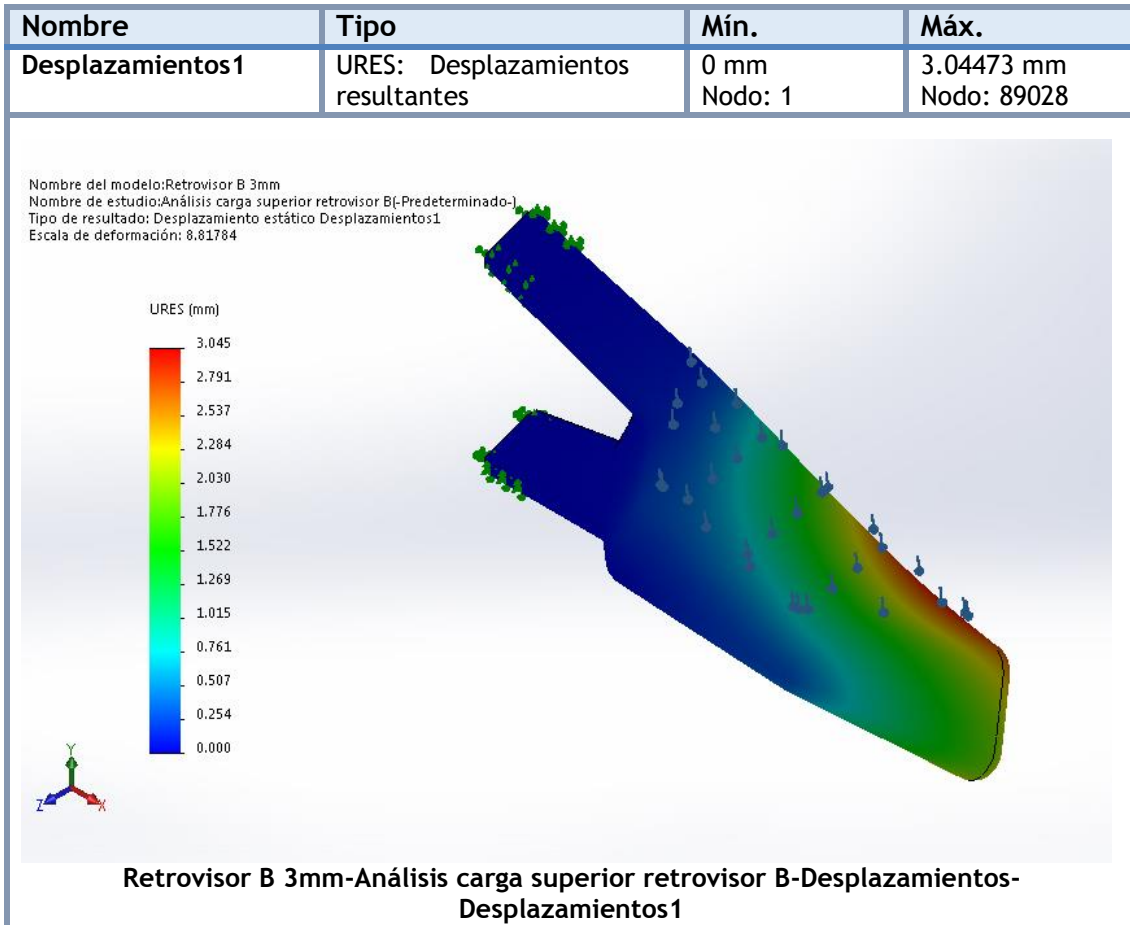 Nombre Tipo Mín. Máx.
Desplazamientos1 URES: Desplazamientos resultantes 0 mm Nodo: 1 3.04473 mm Nodo: 89028
Nombre del modelo:Retrovisor B 3mm
Nombre de estudio:Análisis carga superior retrovisor B(-Predeterminado-)
Tipo de resultado: Desplazamiento estático Desplazamientos1
Escala de deformación: 8.81784
URES (mm)
3.045
2.791
2.537
2.284
2.030
1.776
1.522
1.269
1.015
0.761
0.507
0.254
0.000
Y
Z X
Retrovisor B 3mm-Análisis carga superior retrovisor B-Desplazamientos-
Desplazamientos1